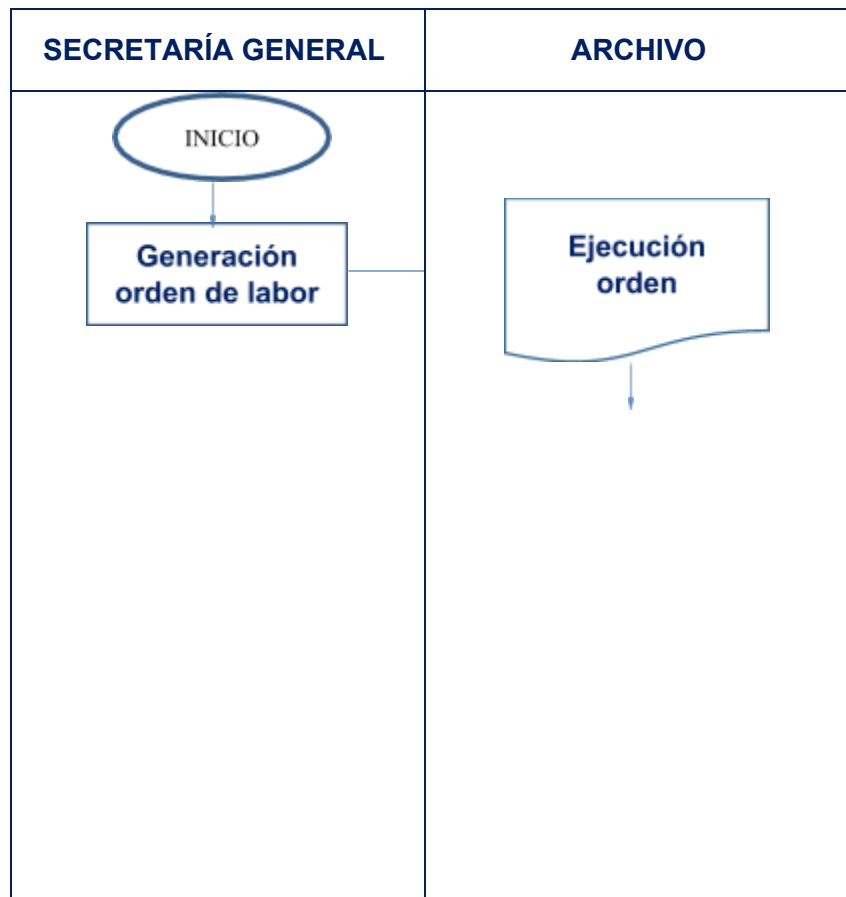 SECRETARÍA GENERAL
ARCHIVO
INICIO
Generación
orden de labor
Ejecución
orden